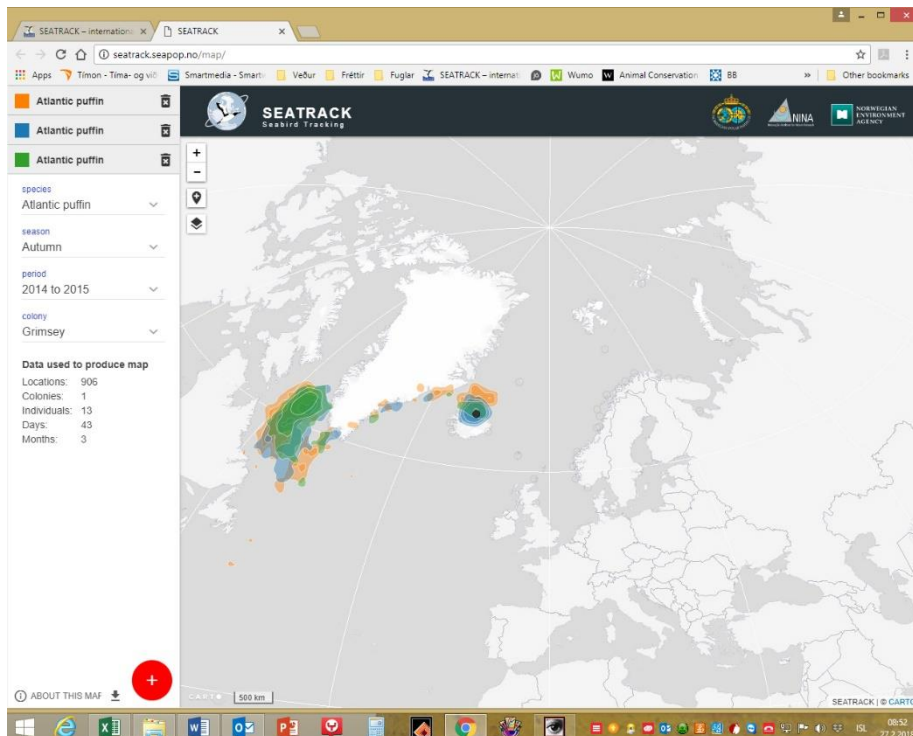 SEATRACK – internationa
SEATRACK
seatrack.seapop.no/map/
Apps
Tímon - Tíma- og við
Smartmedia - Smart
Veður
Fréttir
Fuglar
SEATRACK – internat
Wumo
Animal Conservation
BB
»
Other bookmarks
Atlantic puffin
Atlantic puffin
Atlantic puffin
SEATRACK
Seabird Tracking
NINA
NORWEGIAN
ENVIRONMENT
AGENCY
+
−
species
Atlantic puffin
season
Autumn
period
2014 to 2015
colony
Grimsey
Data used to produce map
Locations: 906
Colonies: 1
Individuals: 13
Days: 43
Months: 3
+
ABOUT THIS MAP
CARTO
500 km
SEATRACK | © CARTO
ISL
08:52